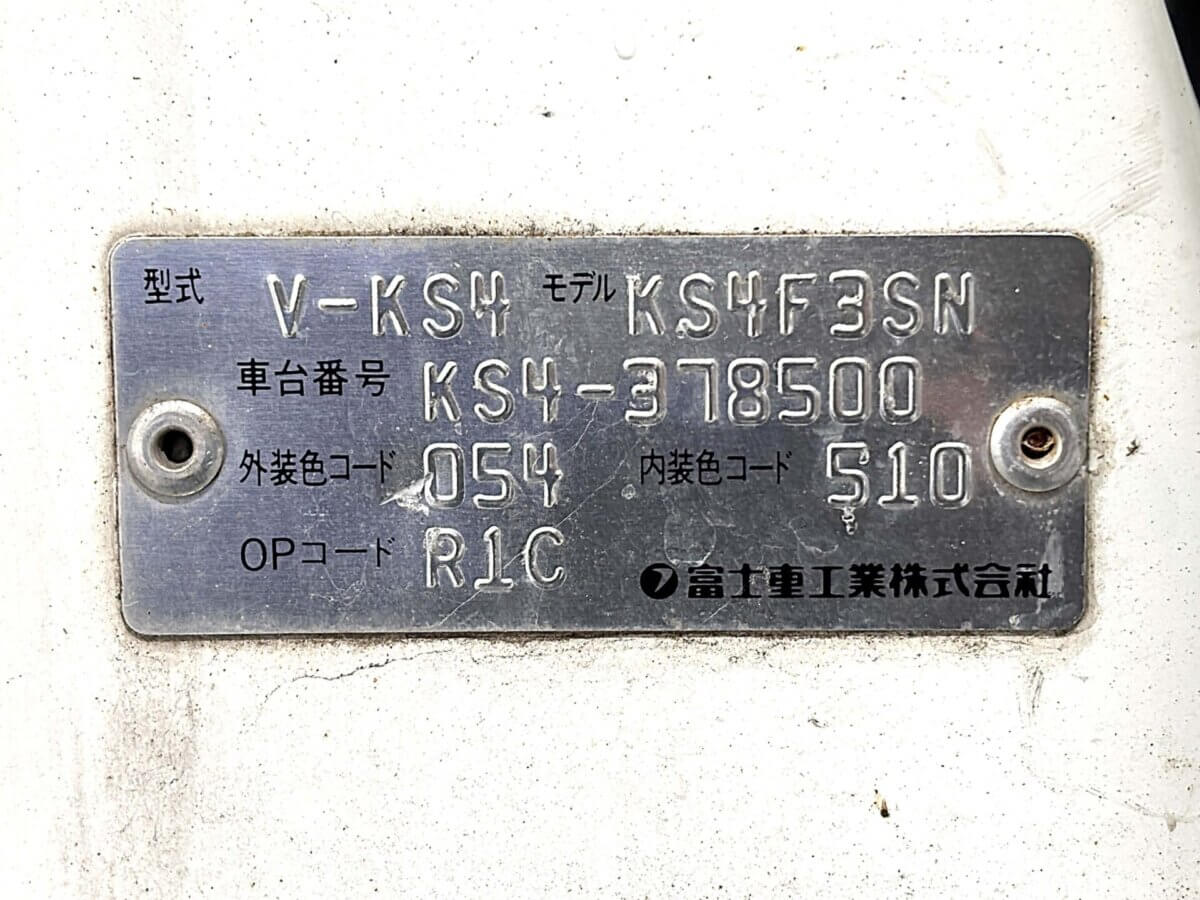 型式 V-KS4 モデル KS4F3SN
車台番号 KS4-378500
外装色コード 054 内装色コード 510
OPコード R1C
富士重工業株式会社